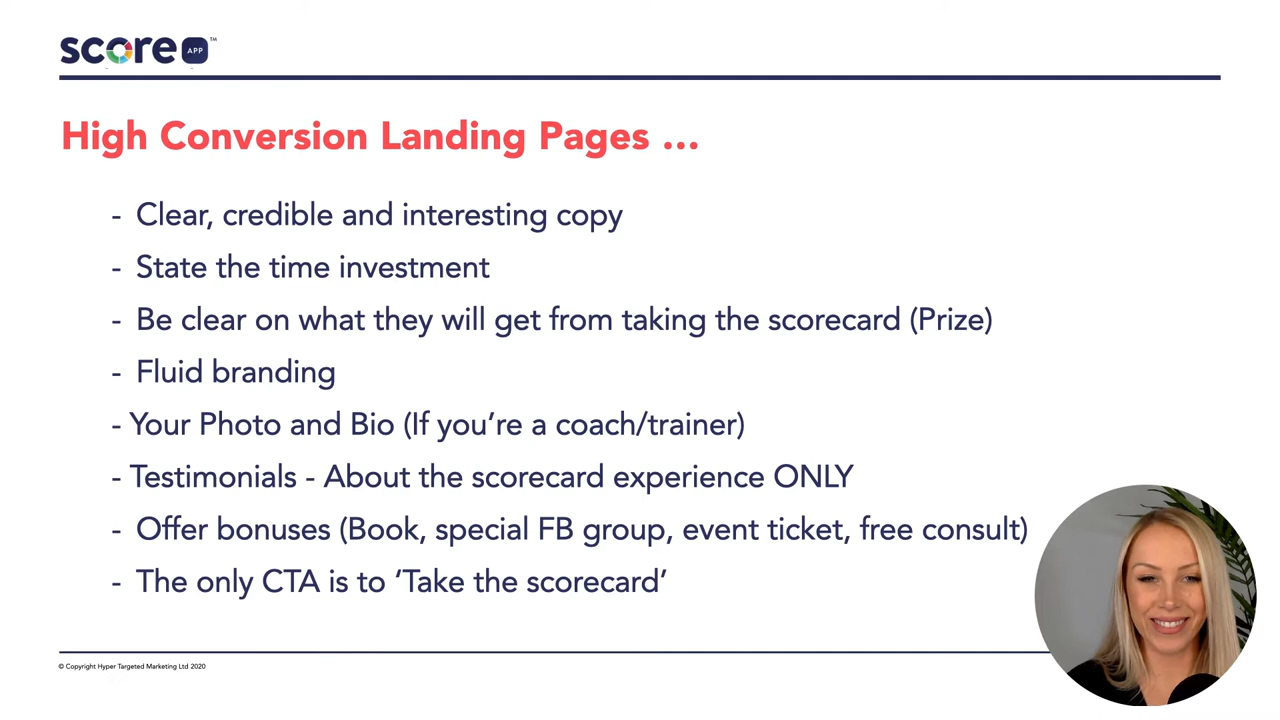 score APP ™
High Conversion Landing Pages ...
- Clear, credible and interesting copy
- State the time investment
- Be clear on what they will get from taking the scorecard (Prize)
- Fluid branding
- Your Photo and Bio (If you’re a coach/trainer)
- Testimonials - About the scorecard experience ONLY
- Offer bonuses (Book, special FB group, event ticket, free consult)
- The only CTA is to ‘Take the scorecard’
© Copyright Hyper Targeted Marketing Ltd 2020